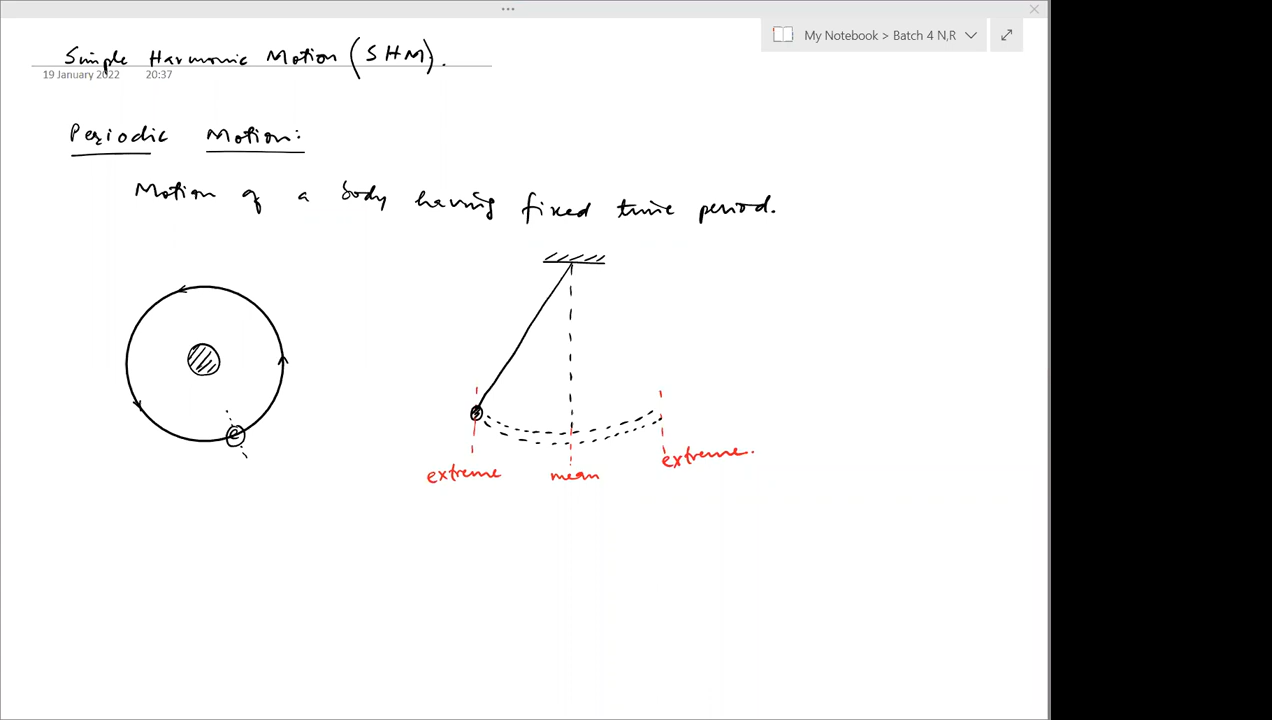 My Notebook > Batch 4 N,R
Simple Harmonic Motion (SHM).
19 January 2022 20:37
Periodic Motion:
Motion of a body having fixed time period.
e
extreme mean extreme.